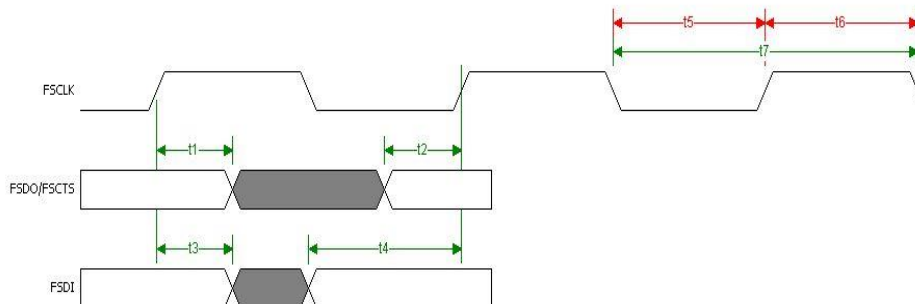 t5
t6
t7
FSCLK
t1
t2
FSDO/FSCTS
t3
t4
FSDI